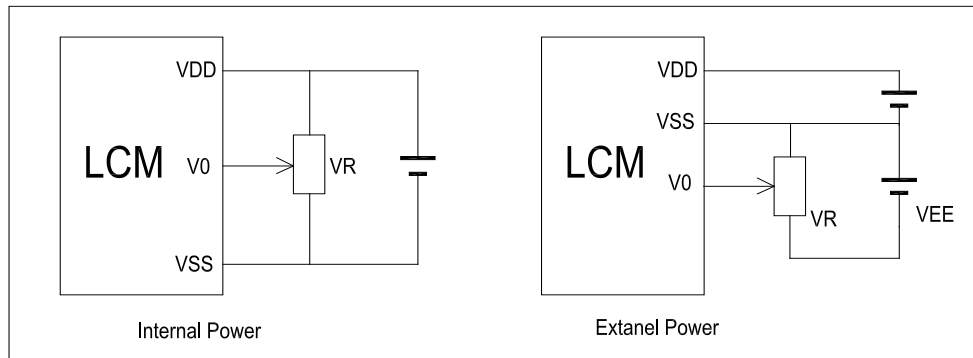 VDD
LCM
V0
VR
VSS
Internal Power
VDD
VSS
LCM
V0
VR
VEE
Extanel Power